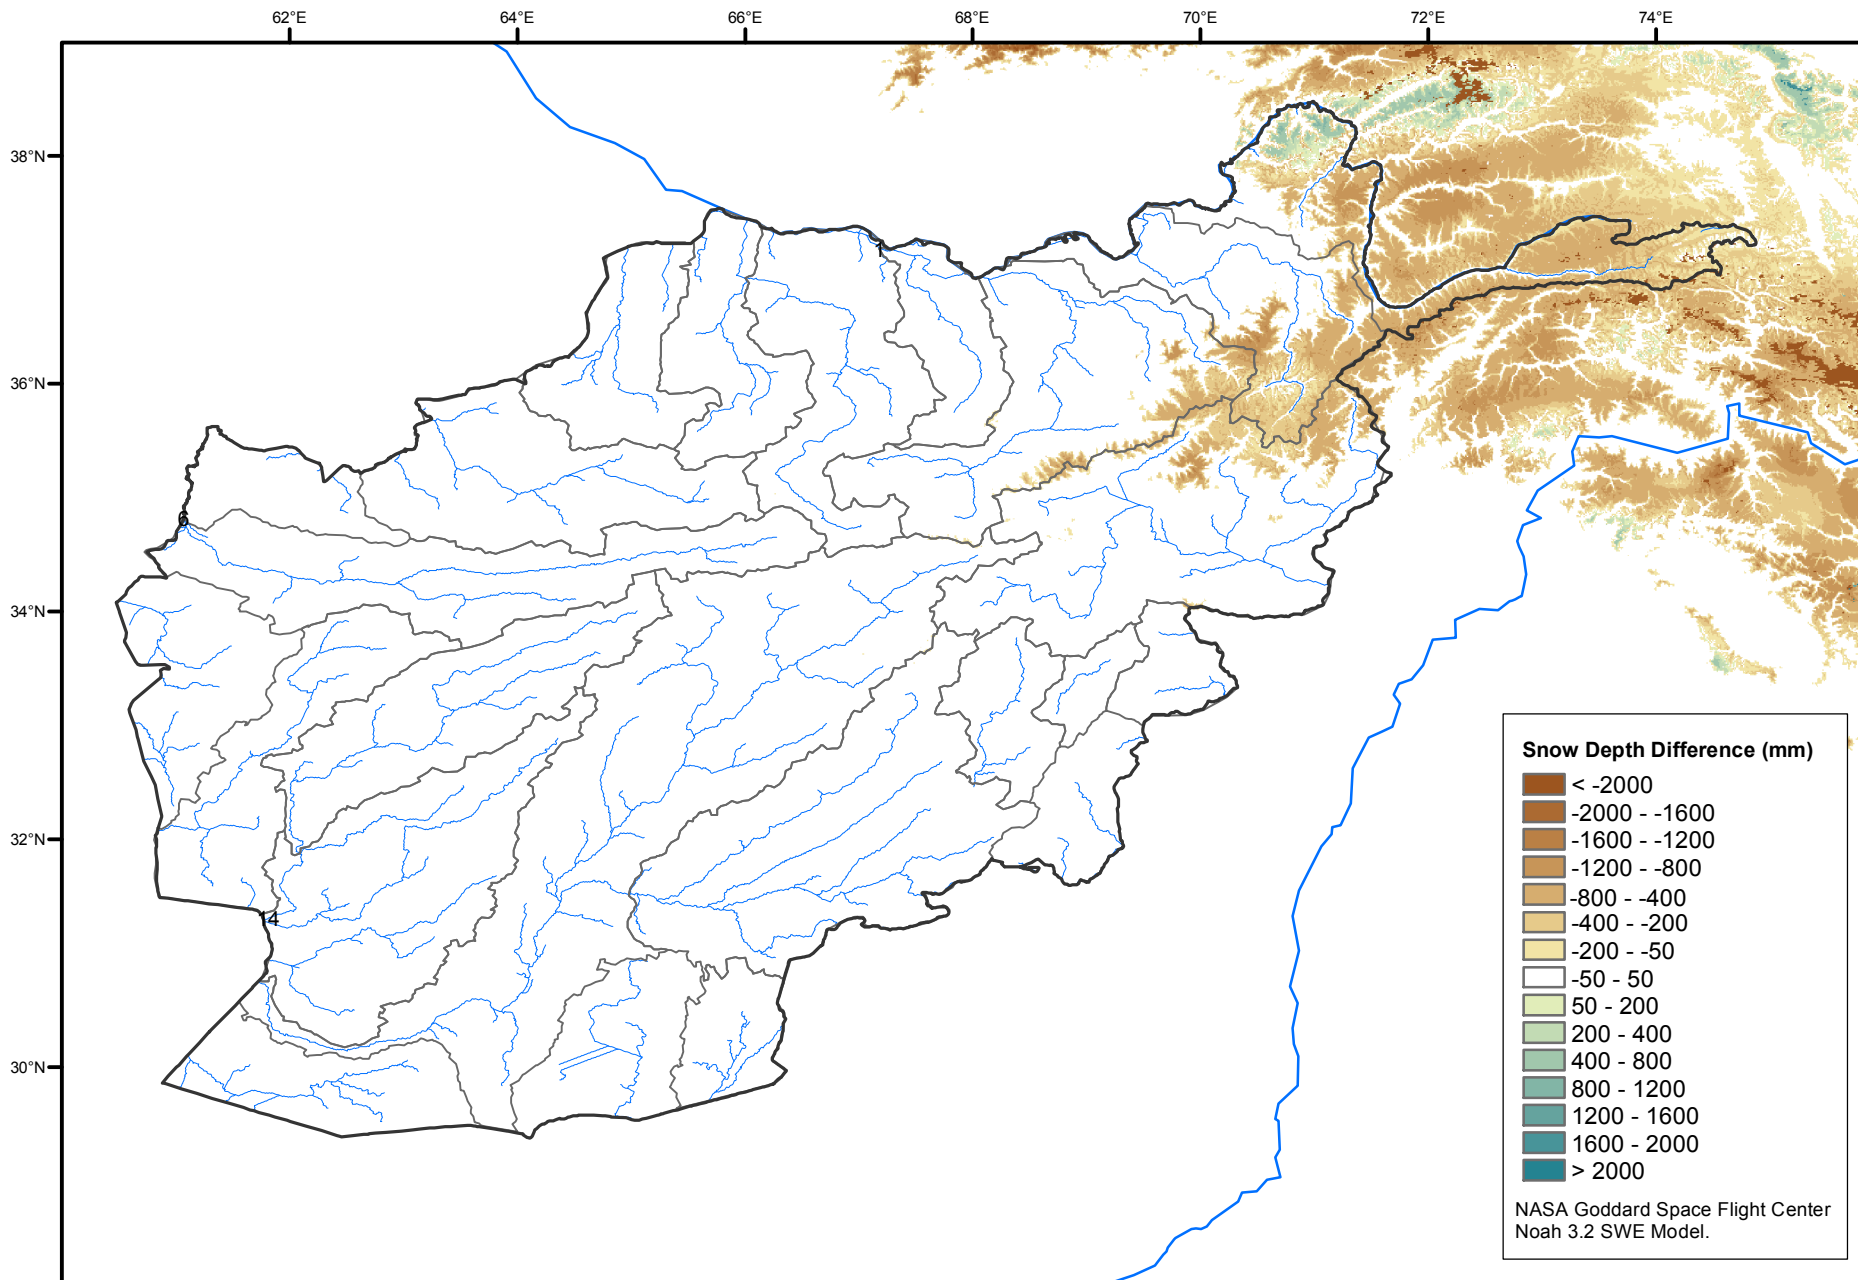 62°E 64°E 66°E 68°E 70°E 72°E 74°E
38°N
36°N
34°N
32°N
30°N
1
6
14
Snow Depth Difference (mm)
< -2000
-2000 - -1600
-1600 - -1200
-1200 - -800
-800 - -400
-400 - -200
-200 - -50
-50 - 50
50 - 200
200 - 400
400 - 800
800 - 1200
1200 - 1600
1600 - 2000
> 2000
NASA Goddard Space Flight Center
Noah 3.2 SWE Model.